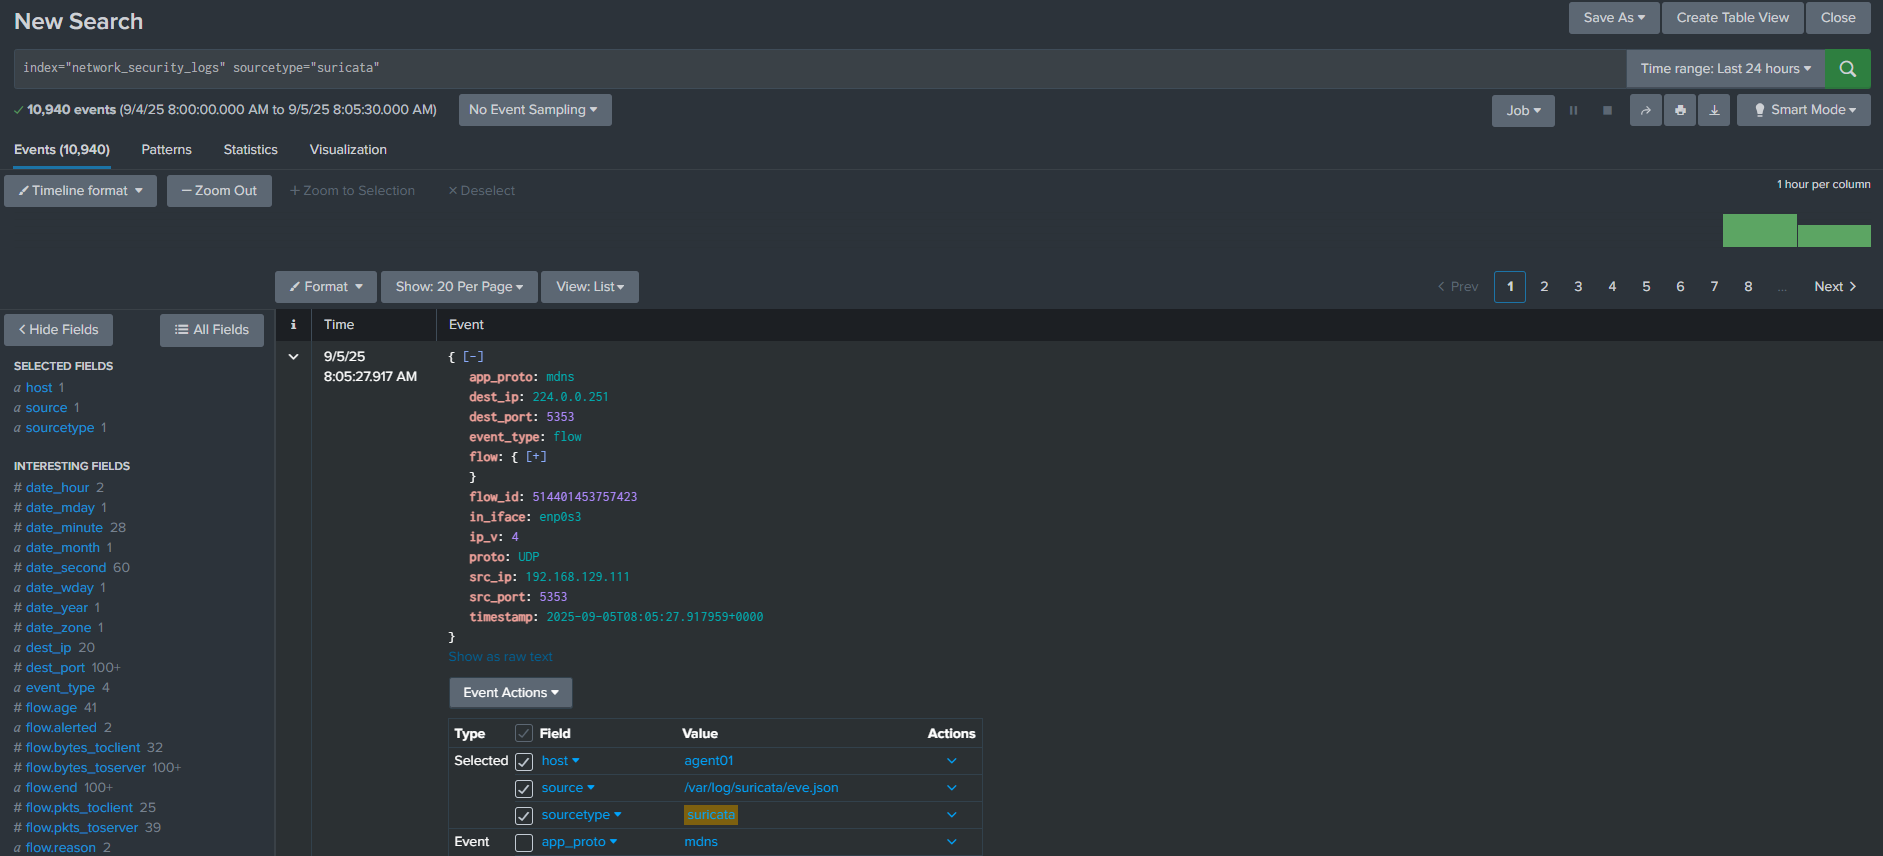 New Search
Save As Create Table View Close
index="network_security_logs" sourcetype="suricata"
Time range: Last 24 hours
10,940 events (9/4/25 8:00:00.000 AM to 9/5/25 8:05:30.000 AM) No Event Sampling
Job Smart Mode
Events (10,940) Patterns Statistics Visualization
Timeline format — Zoom Out + Zoom to Selection × Deselect
1 hour per column
Format Show: 20 Per Page View: List
< Prev 1 2 3 4 5 6 7 8 ... Next >
< Hide Fields All Fields
SELECTED FIELDS
a host 1
a source 1
a sourcetype 1
INTERESTING FIELDS
# date_hour 2
# date_mday 1
# date_minute 28
a date_month 1
# date_second 60
a date_wday 1
# date_year 1
# date_zone 1
a dest_ip 20
# dest_port 100+
a event_type 4
# flow.age 41
a flow.alerted 2
# flow.bytes_toclient 32
# flow.bytes_toserver 100+
a flow.end 100+
# flow.pkts_toclient 25
# flow.pkts_toserver 39
a flow.reason 2
i Time Event
9/5/25
8:05:27.917 AM
{ [-]
app_proto: mdns
dest_ip: 224.0.0.251
dest_port: 5353
event_type: flow
flow: { [+]
}
flow_id: 514401453757423
in_iface: enp0s3
ip_v: 4
proto: UDP
src_ip: 192.168.129.111
src_port: 5353
timestamp: 2025-09-05T08:05:27.917959+0000
}
Show as raw text
Event Actions
Type Field Value Actions
Selected host agent01
source /var/log/suricata/eve.json
sourcetype suricata
Event app_proto mdns